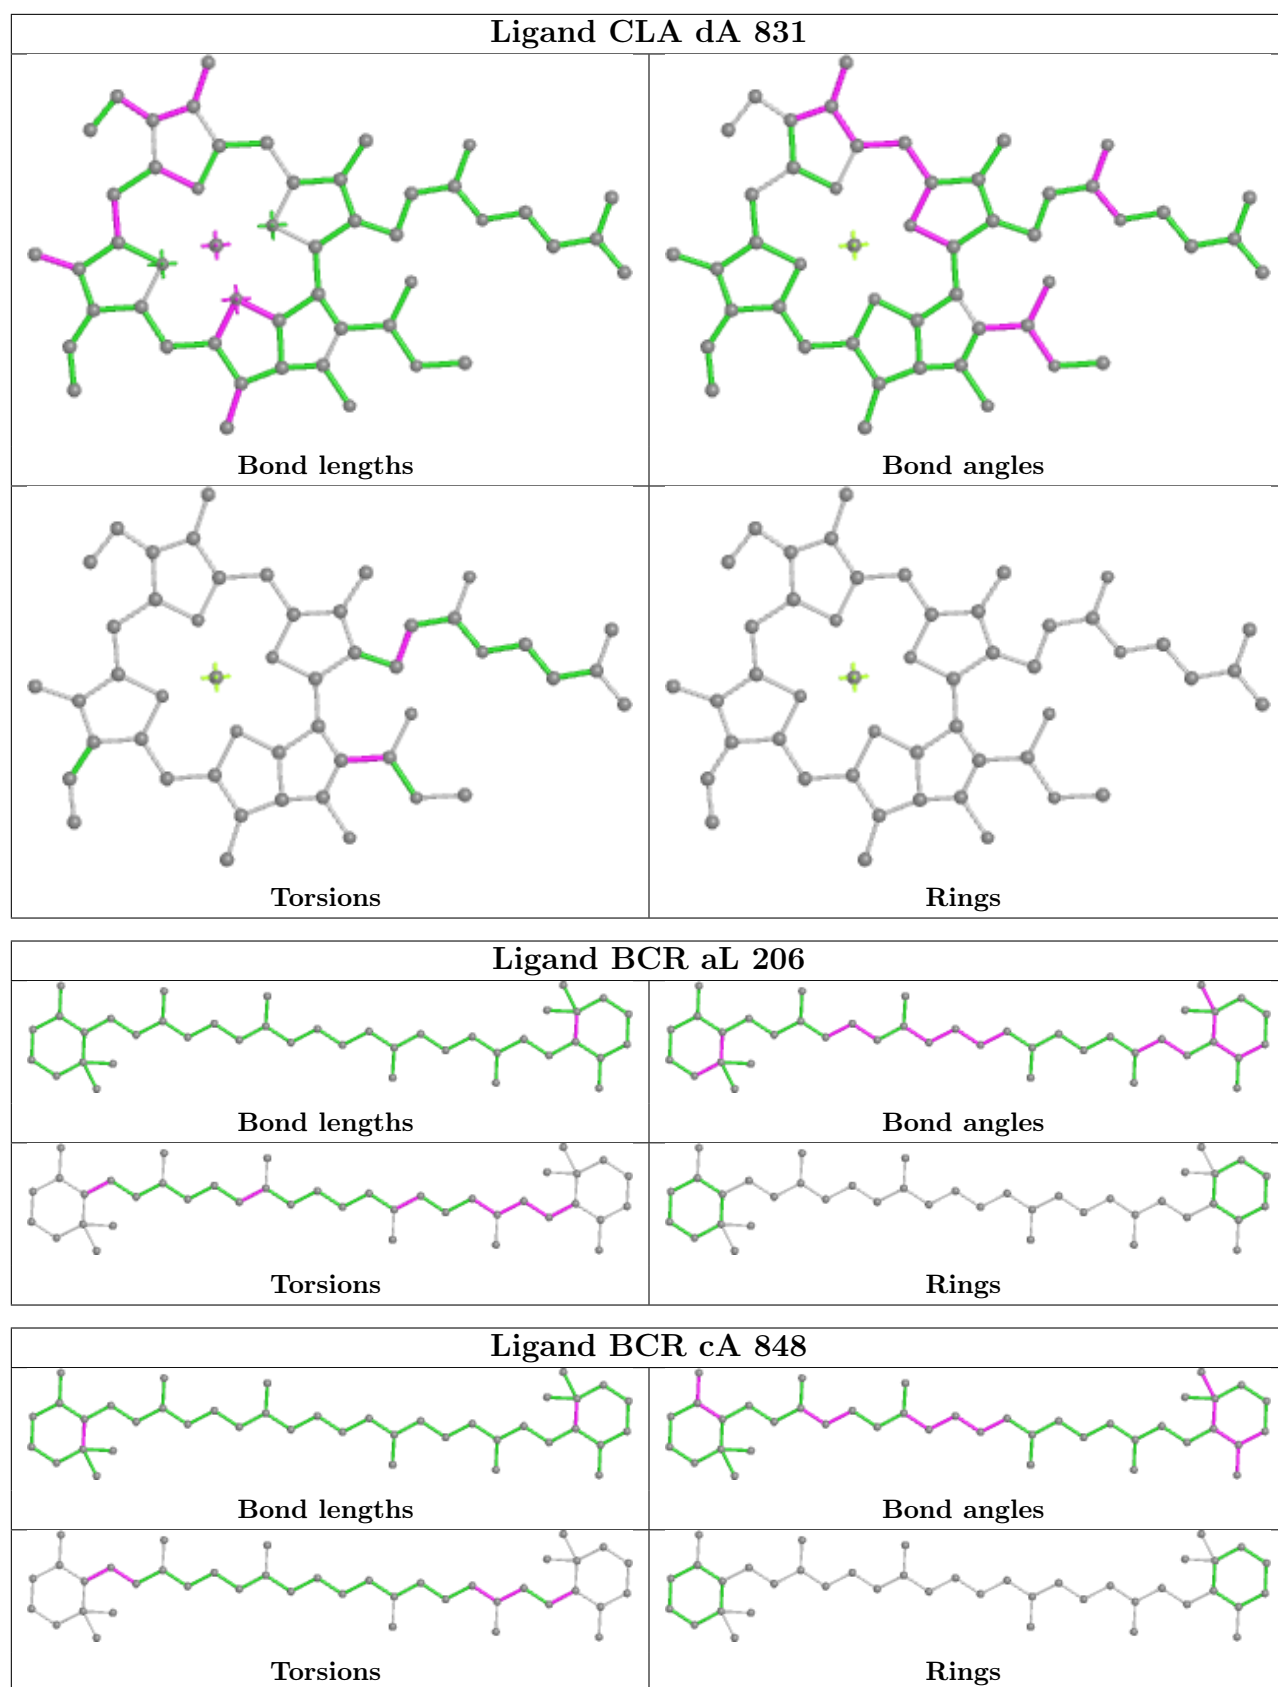 Ligand CLA dA 831
Bond lengths
Bond angles
Torsions
Rings
Ligand BCR aL 206
Bond lengths
Bond angles
Torsions
Rings
Ligand BCR cA 848
Bond lengths
Bond angles
Torsions
Rings